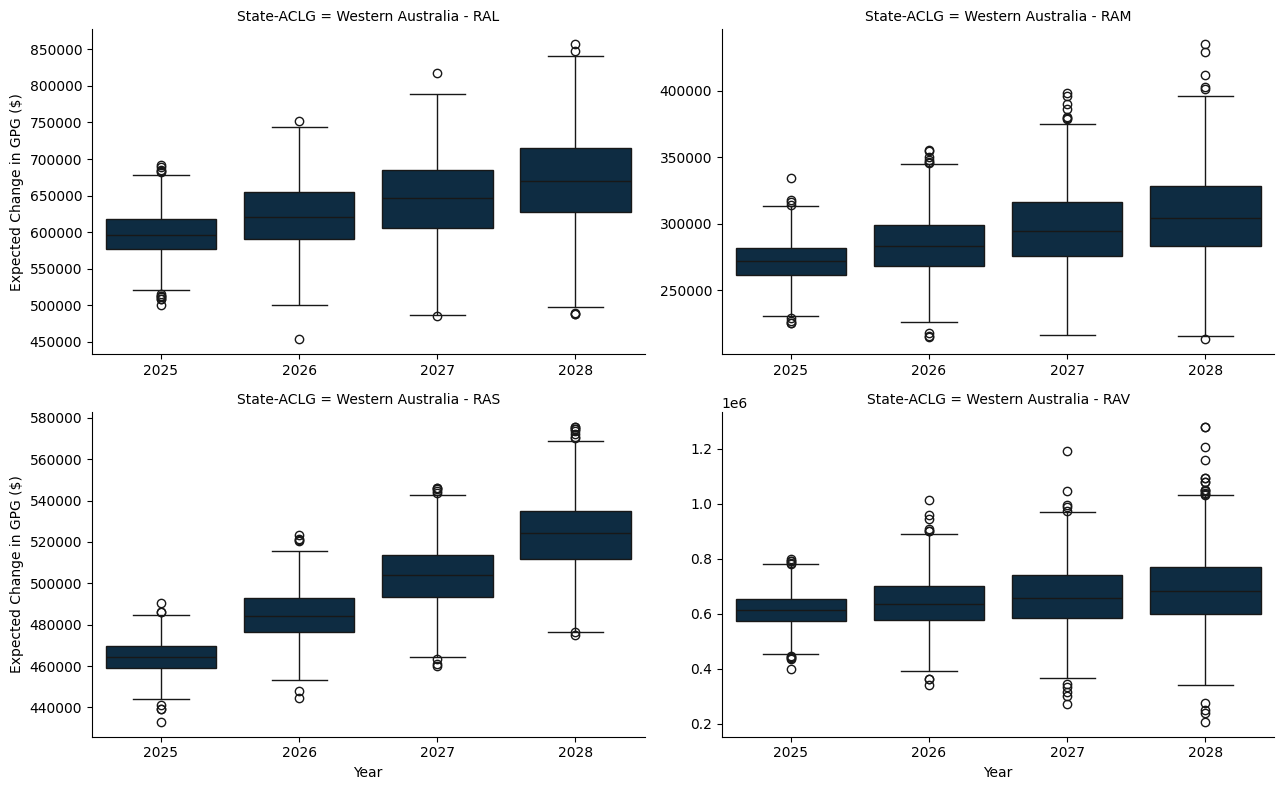 State-ACLG = Western Australia - RAL
Expected Change in GPG ($)
850000
800000
750000
700000
650000
600000
550000
500000
450000
2025 2026 2027 2028
State-ACLG = Western Australia - RAM
400000
350000
300000
250000
2025 2026 2027 2028
State-ACLG = Western Australia - RAS
Expected Change in GPG ($)
580000
560000
540000
520000
500000
480000
460000
440000
2025 2026 2027 2028
Year
State-ACLG = Western Australia - RAV
1e6
1.2
1.0
0.8
0.6
0.4
0.2
2025 2026 2027 2028
Year